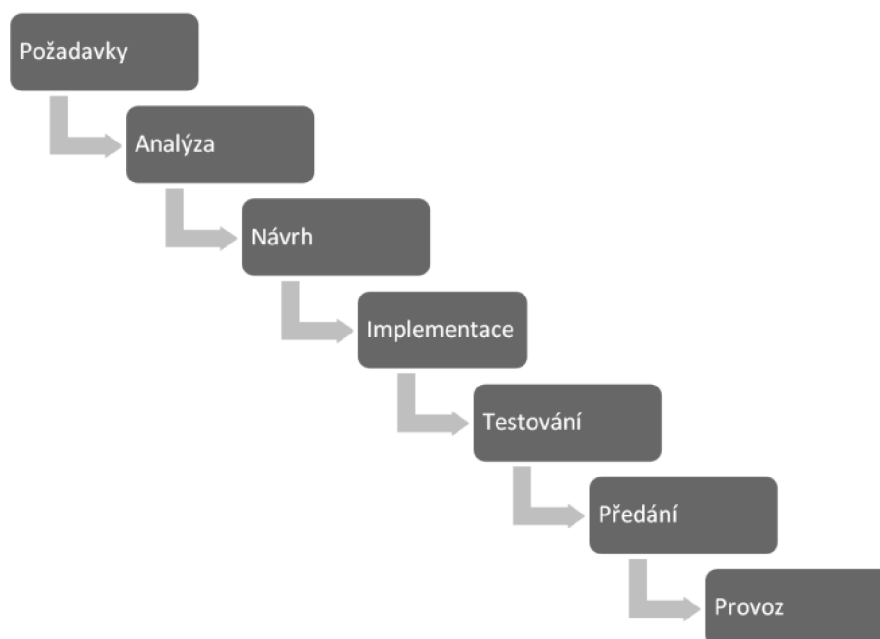 Požadavky
Analýza
Návrh
Implementace
Testování
Předání
Provoz